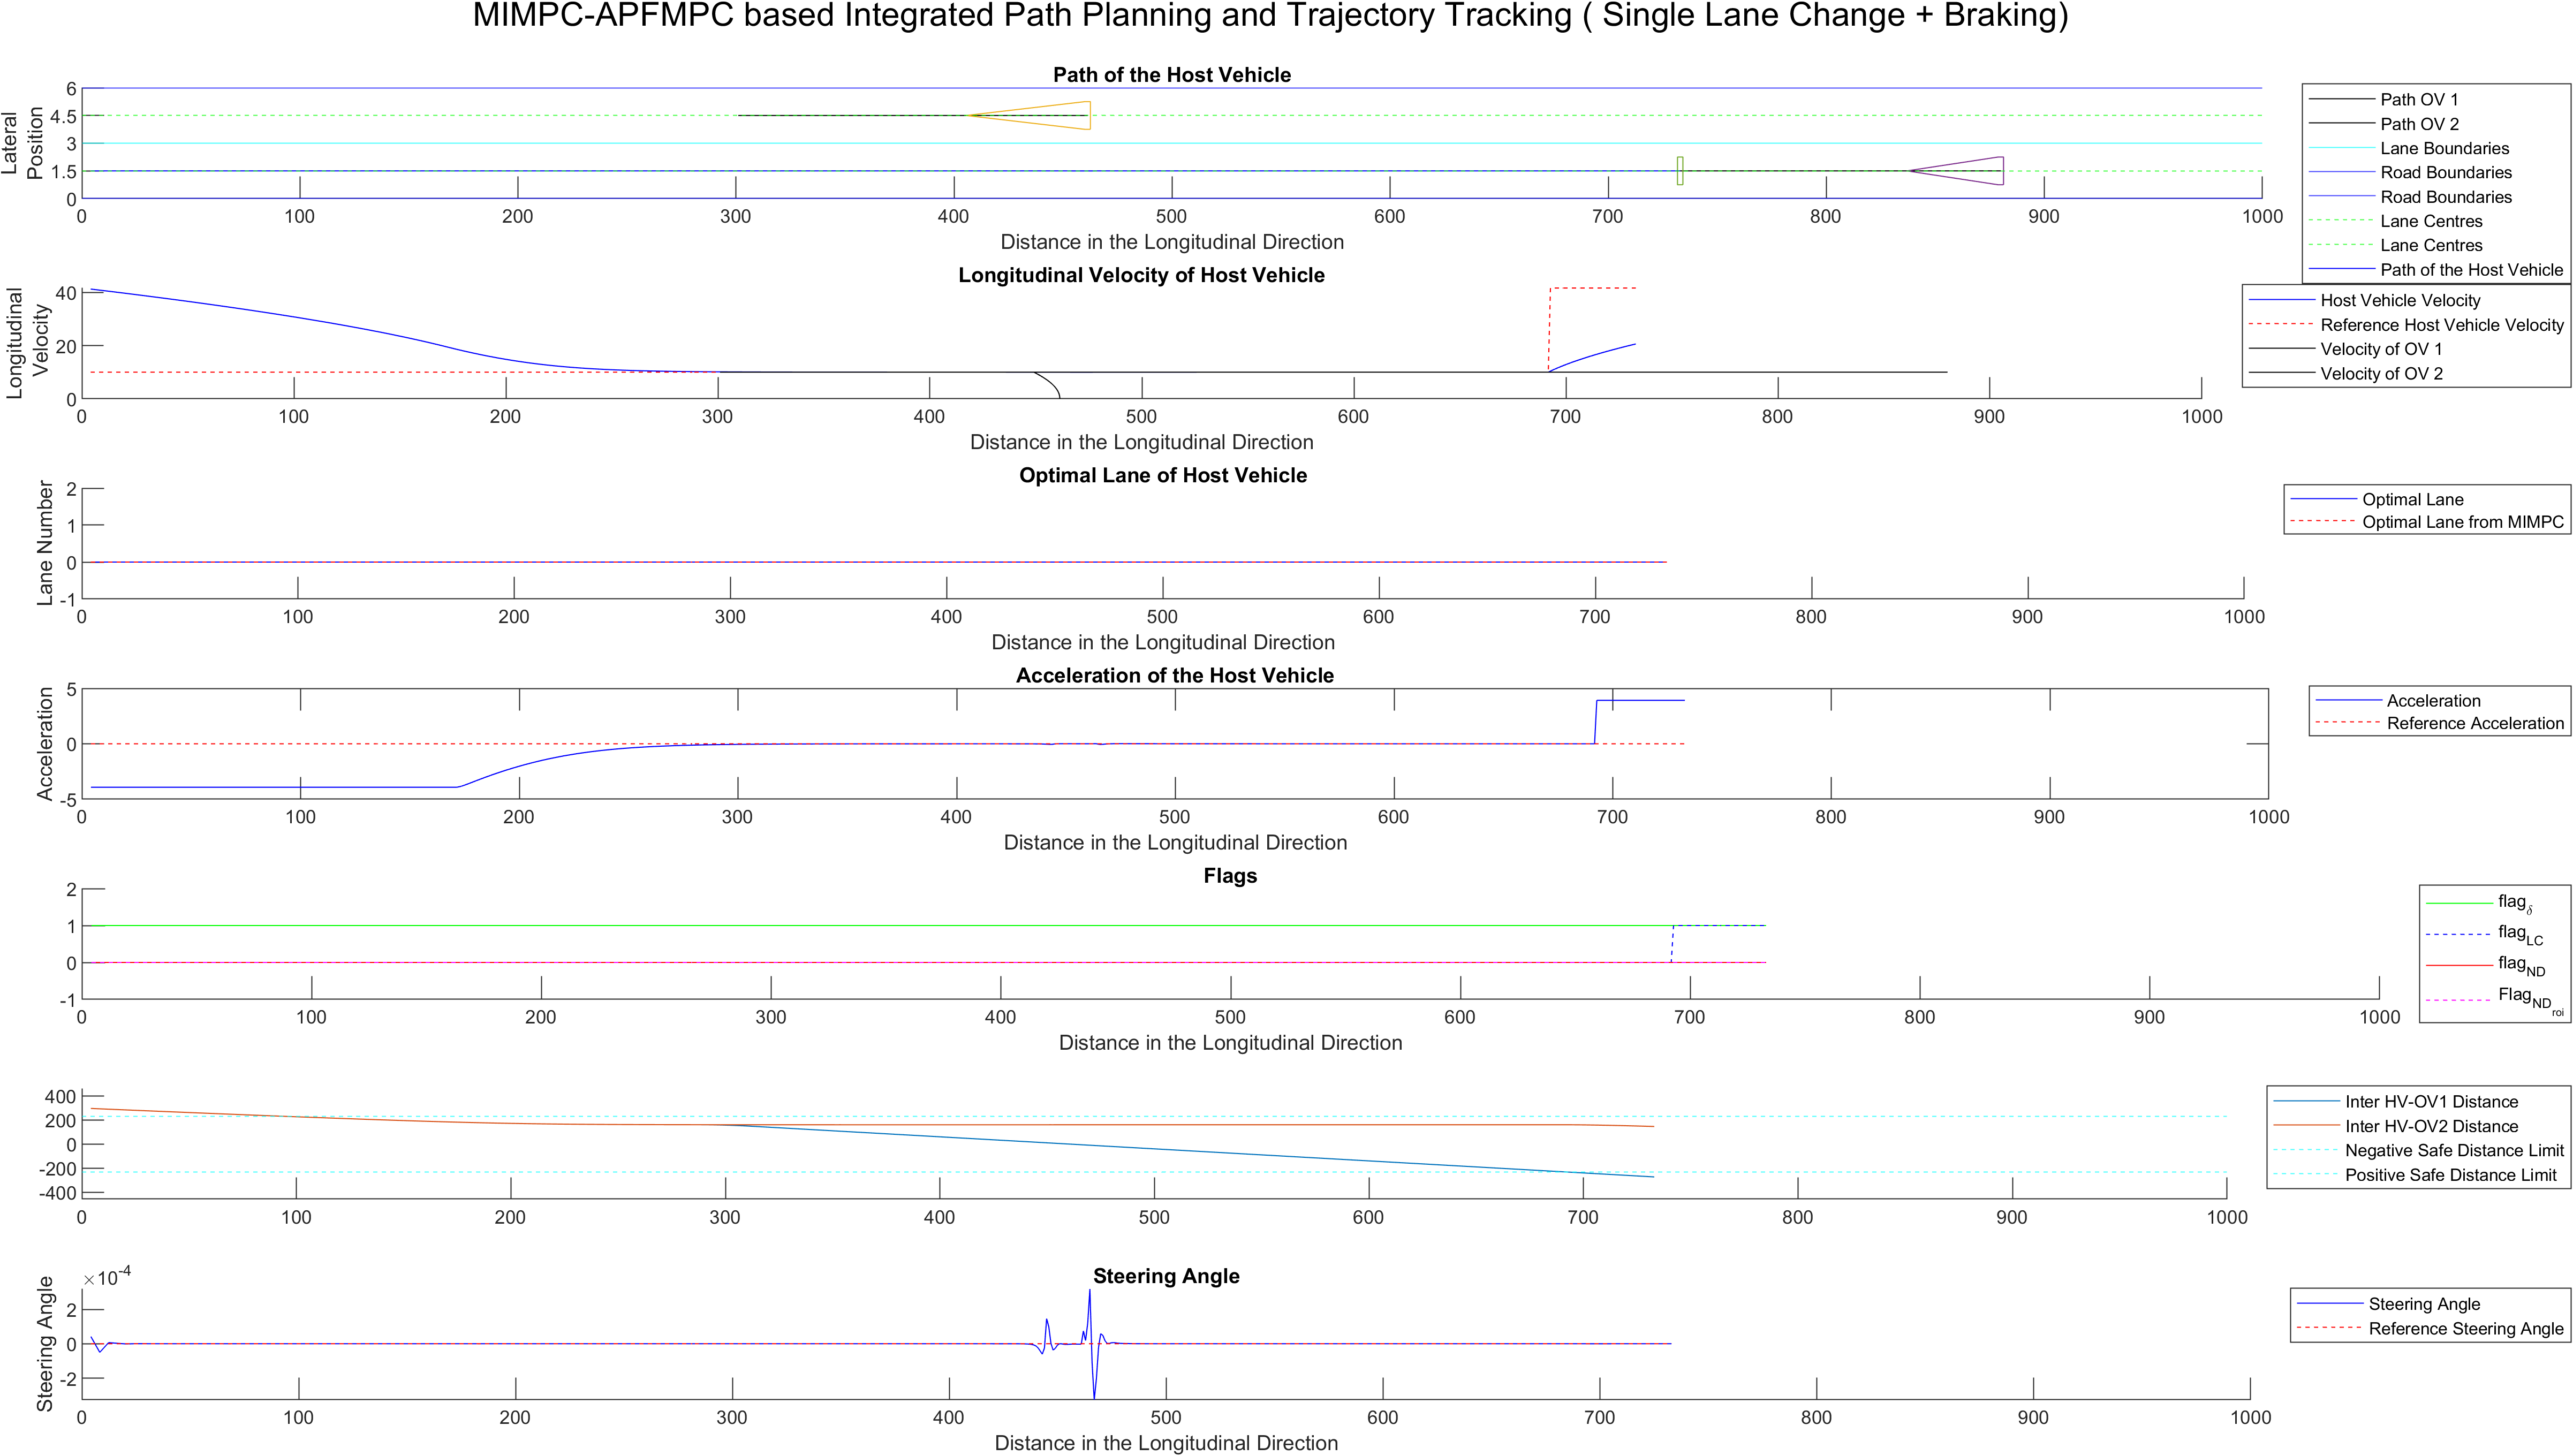 MIMPC-APFMPC based Integrated Path Planning and Trajectory Tracking ( Single Lane Change + Braking)
Path of the Host Vehicle
Lateral
Position
6
4.5
3
1.5
0
0 100 200 300 400 500 600 700 800 900 1000
Distance in the Longitudinal Direction
Path OV 1
Path OV 2
Lane Boundaries
Road Boundaries
Road Boundaries
Lane Centres
Lane Centres
Path of the Host Vehicle
Longitudinal Velocity of Host Vehicle
Longitudinal
Velocity
40
20
0
0 100 200 300 400 500 600 700 800 900 1000
Distance in the Longitudinal Direction
Host Vehicle Velocity
Reference Host Vehicle Velocity
Velocity of OV 1
Velocity of OV 2
Optimal Lane of Host Vehicle
Lane Number
2
1
0
-1
0 100 200 300 400 500 600 700 800 900 1000
Distance in the Longitudinal Direction
Optimal Lane
Optimal Lane from MIMPC
Acceleration of the Host Vehicle
Acceleration
5
0
-5
0 100 200 300 400 500 600 700 800 900 1000
Distance in the Longitudinal Direction
Acceleration
Reference Acceleration
Flags
2
1
0
-1
0 100 200 300 400 500 600 700 800 900 1000
Distance in the Longitudinal Direction
flag δ
flag LC
flag ND
Flag ND roi
400
200
0
-200
-400
0 100 200 300 400 500 600 700 800 900 1000
Inter HV-OV1 Distance
Inter HV-OV2 Distance
Negative Safe Distance Limit
Positive Safe Distance Limit
Steering Angle
×10-4
Steering Angle
2
0
-2
0 100 200 300 400 500 600 700 800 900 1000
Distance in the Longitudinal Direction
Steering Angle
Reference Steering Angle